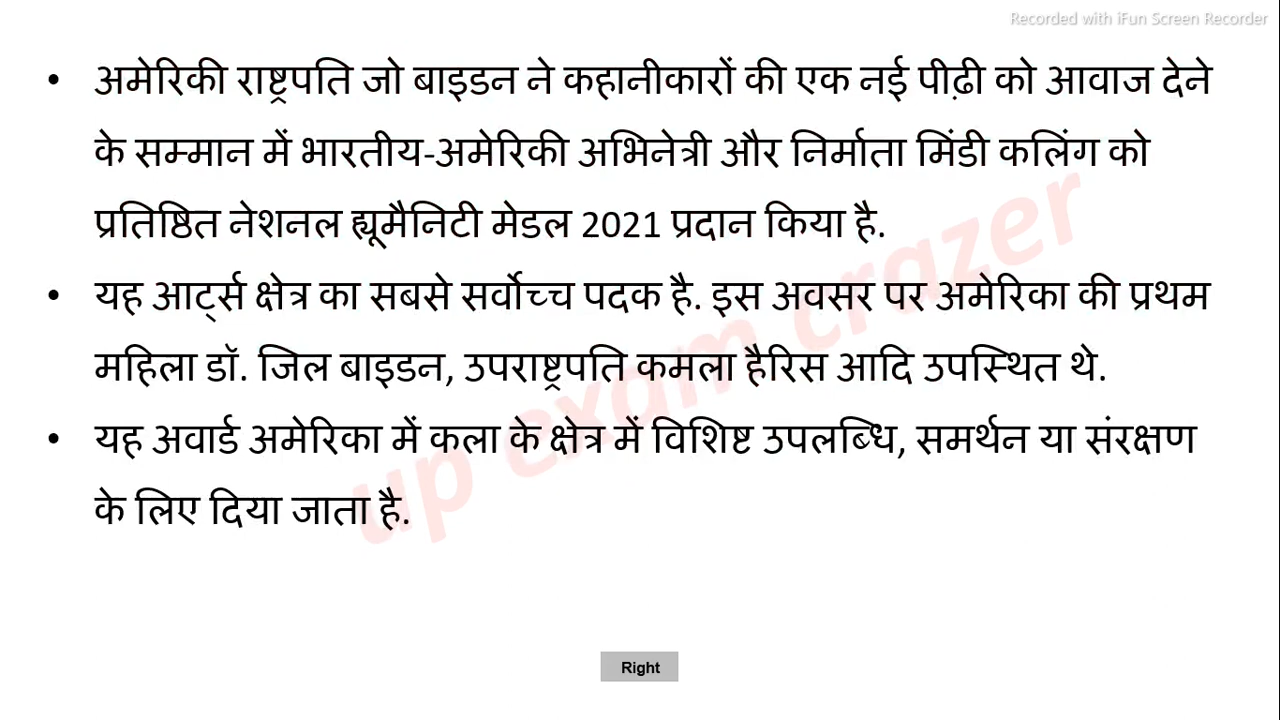 Recorded with iFun Screen Recorder
• अमेरिकी राष्ट्रपति जो बाइडन ने कहानीकारों की एक नई पीढ़ी को आवाज देने
के सम्मान में भारतीय-अमेरिकी अभिनेत्री और निर्माता मिंडी कलिंग को
प्रतिष्ठित नेशनल ह्यूमैनिटी मेडल 2021 प्रदान किया है.
• यह आर्ट्स क्षेत्र का सबसे सर्वोच्च पदक है. इस अवसर पर अमेरिका की प्रथम
महिला डॉ. जिल बाइडन, उपराष्ट्रपति कमला हैरिस आदि उपस्थित थे.
• यह अवार्ड अमेरिका में कला के क्षेत्र में विशिष्ट उपलब्धि, समर्थन या संरक्षण
के लिए दिया जाता है.
up exam crazer
Right